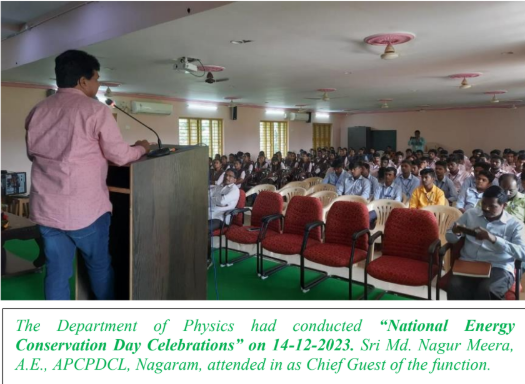 The Department of Physics had conducted “National Energy
Conservation Day Celebrations” on 14-12-2023. Sri Md. Nagur Meera,
A.E., APCPDCL, Nagaram, attended in as Chief Guest of the function.